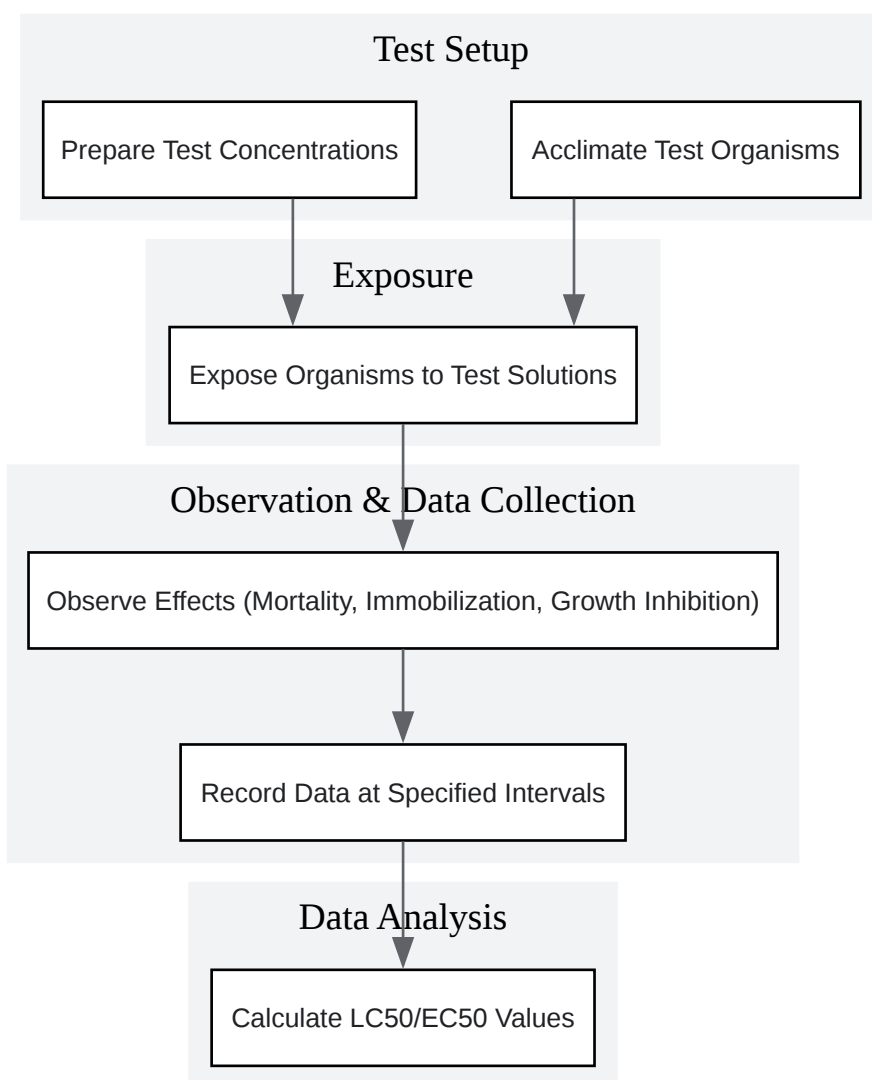 Test Setup
Prepare Test Concentrations
Acclimate Test Organisms
Exposure
Expose Organisms to Test Solutions
Observation & Data Collection
Observe Effects (Mortality, Immobilization, Growth Inhibition)
Record Data at Specified Intervals
Data Analysis
Calculate LC50/EC50 Values